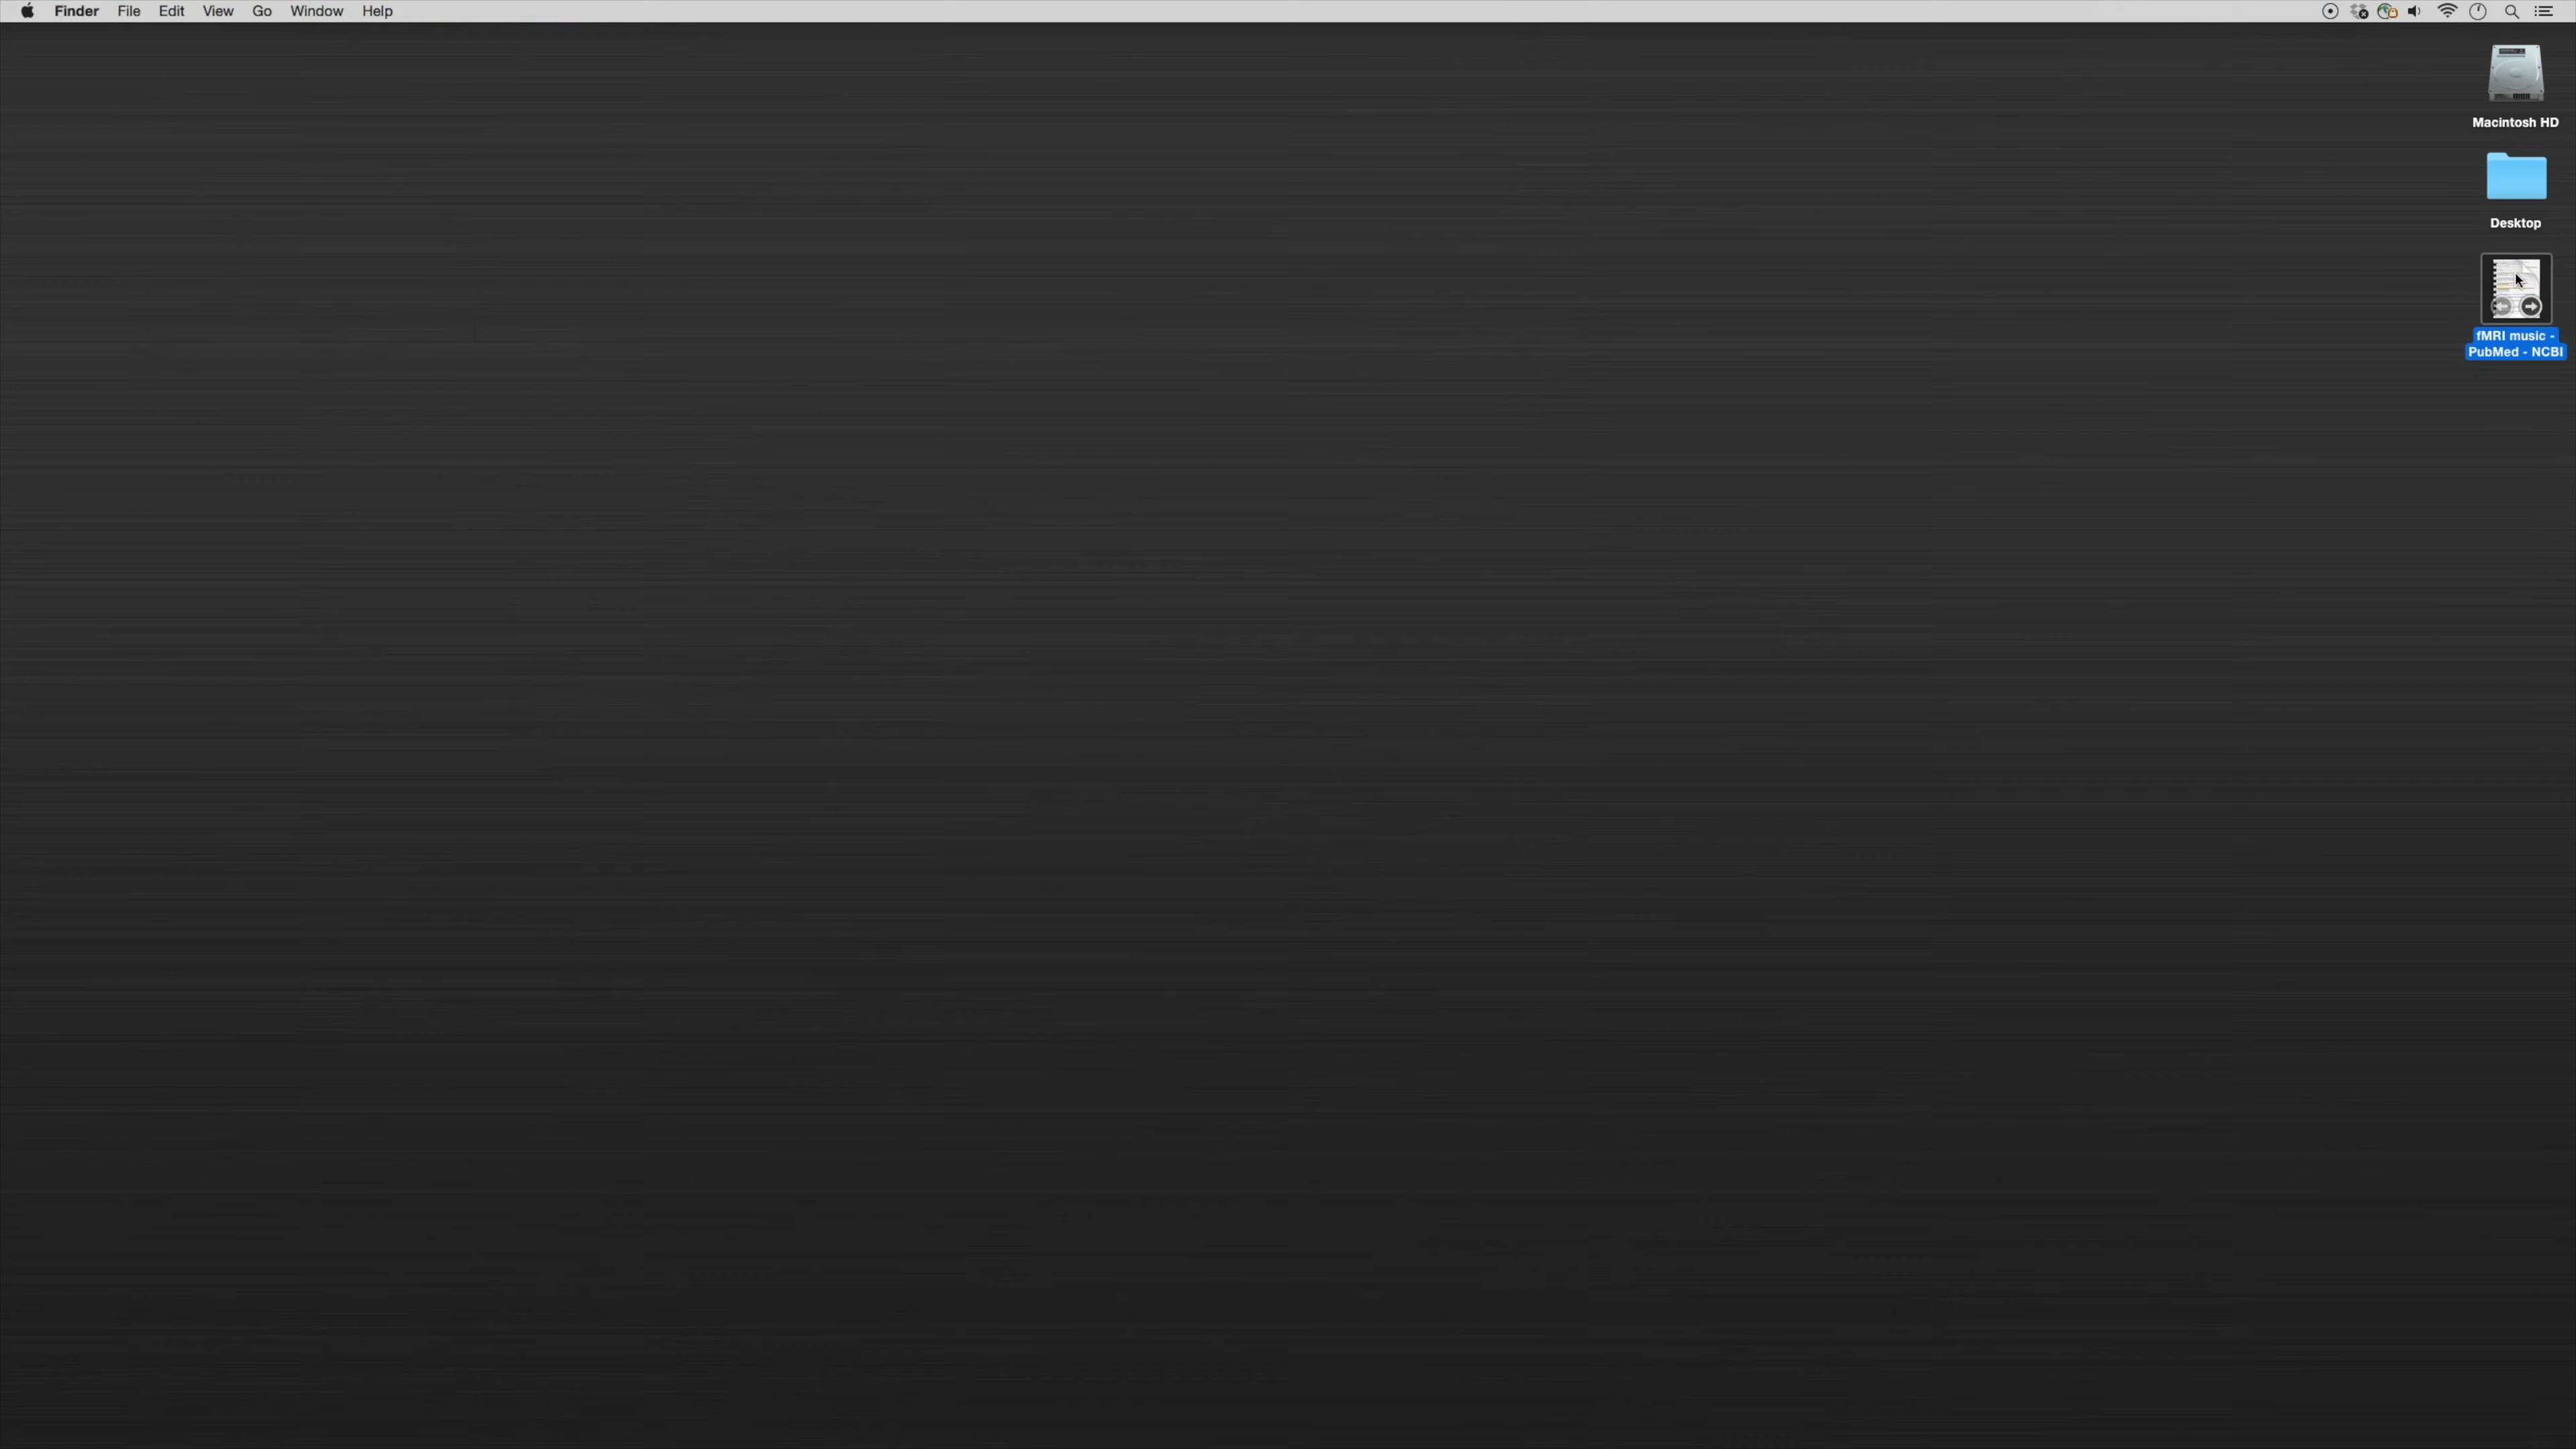 Finder File Edit View Go Window Help
Macintosh HD
Desktop
fMRI music -
PubMed - NCBI